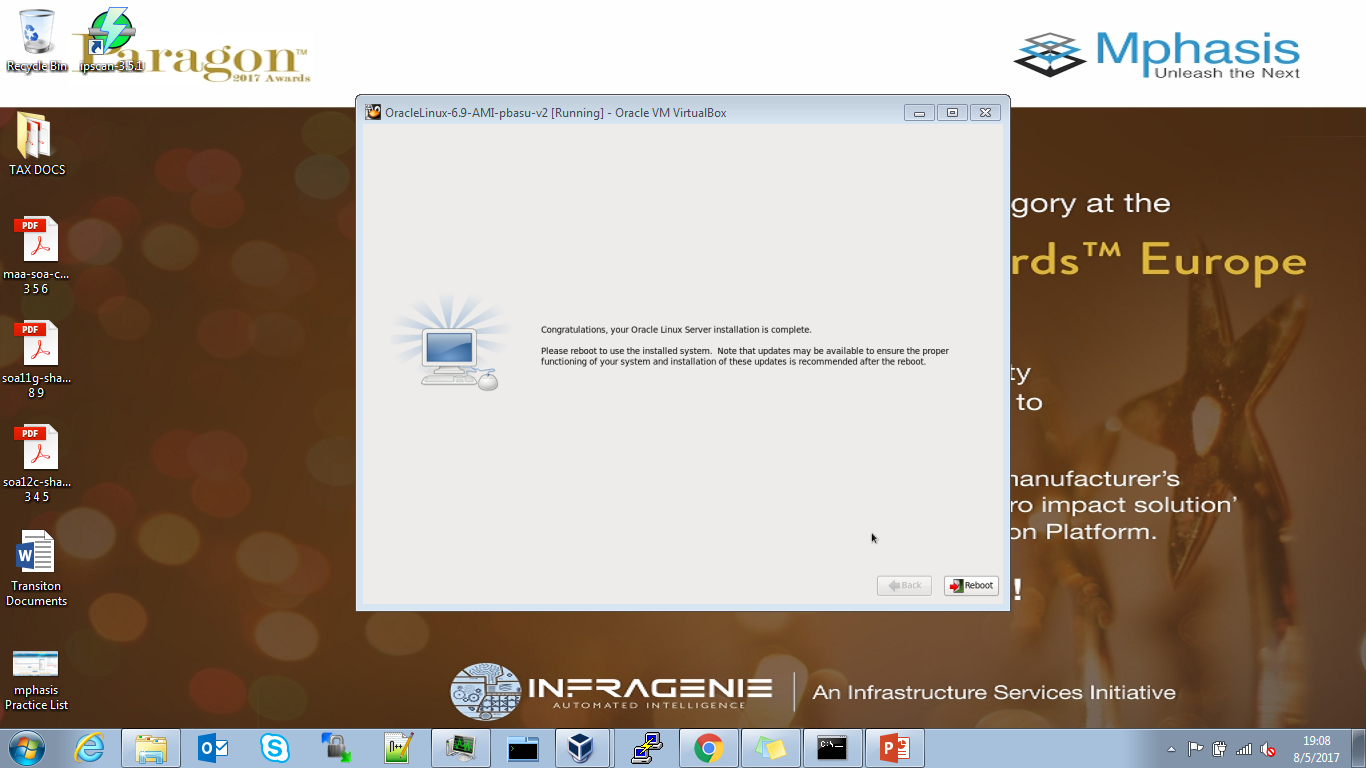 Recycle Bin
ipscan-3.5.1
Paragon™
2017 Awards
Mphasis
Unleash the Next
OracleLinux-6.9-AMI-pbasu-v2 [Running] - Oracle VM VirtualBox
TAX DOCS
gory at the
rds™ Europe
maa-soa-c...
3 5 6
Congratulations, your Oracle Linux Server installation is complete.
Please reboot to use the installed system. Note that updates may be available to ensure the proper
functioning of your system and installation of these updates is recommended after the reboot.
PDF
PDF
PDF
soa11g-sha...
8 9
ty
to
soa12c-sha...
3 4 5
manufacturer's
ro impact solution'
on Platform.
Transiton
Documents
Back
Reboot
!
mphasis
Practice List
INFRAGENIE
AUTOMATED INTELLIGENCE
An Infrastructure Services Initiative
19:08
8/5/2017